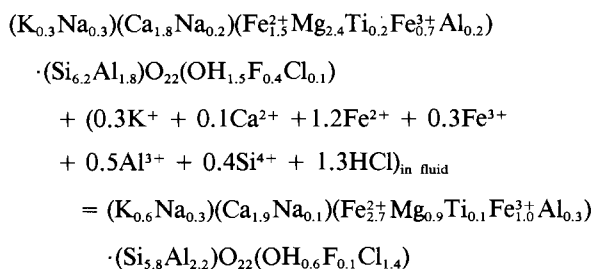 (K₀.₃Na₀.₃)(Ca₁.₈Na₀.₂)(Fe²⁺₁.₅Mg₂.₄Ti₀.₂Fe³⁺₀.₇Al₀.₂)
·(Si₆.₂Al₁.₈)O₂₂(OH₁.₅F₀.₄Cl₀.₁)
+ (0.3K⁺ + 0.1Ca²⁺ +1.2Fe²⁺ + 0.3Fe³⁺
+ 0.5Al³⁺ + 0.4Si⁴⁺ + 1.3HCl)in fluid
= (K₀.₆Na₀.₃)(Ca₁.₉Na₀.₁)(Fe²⁺₂.₇Mg₀.₉Ti₀.₁Fe³⁺₁.₀Al₀.₃)
·(Si₅.₈Al₂.₂)O₂₂(OH₀.₆F₀.₁Cl₁.₄)